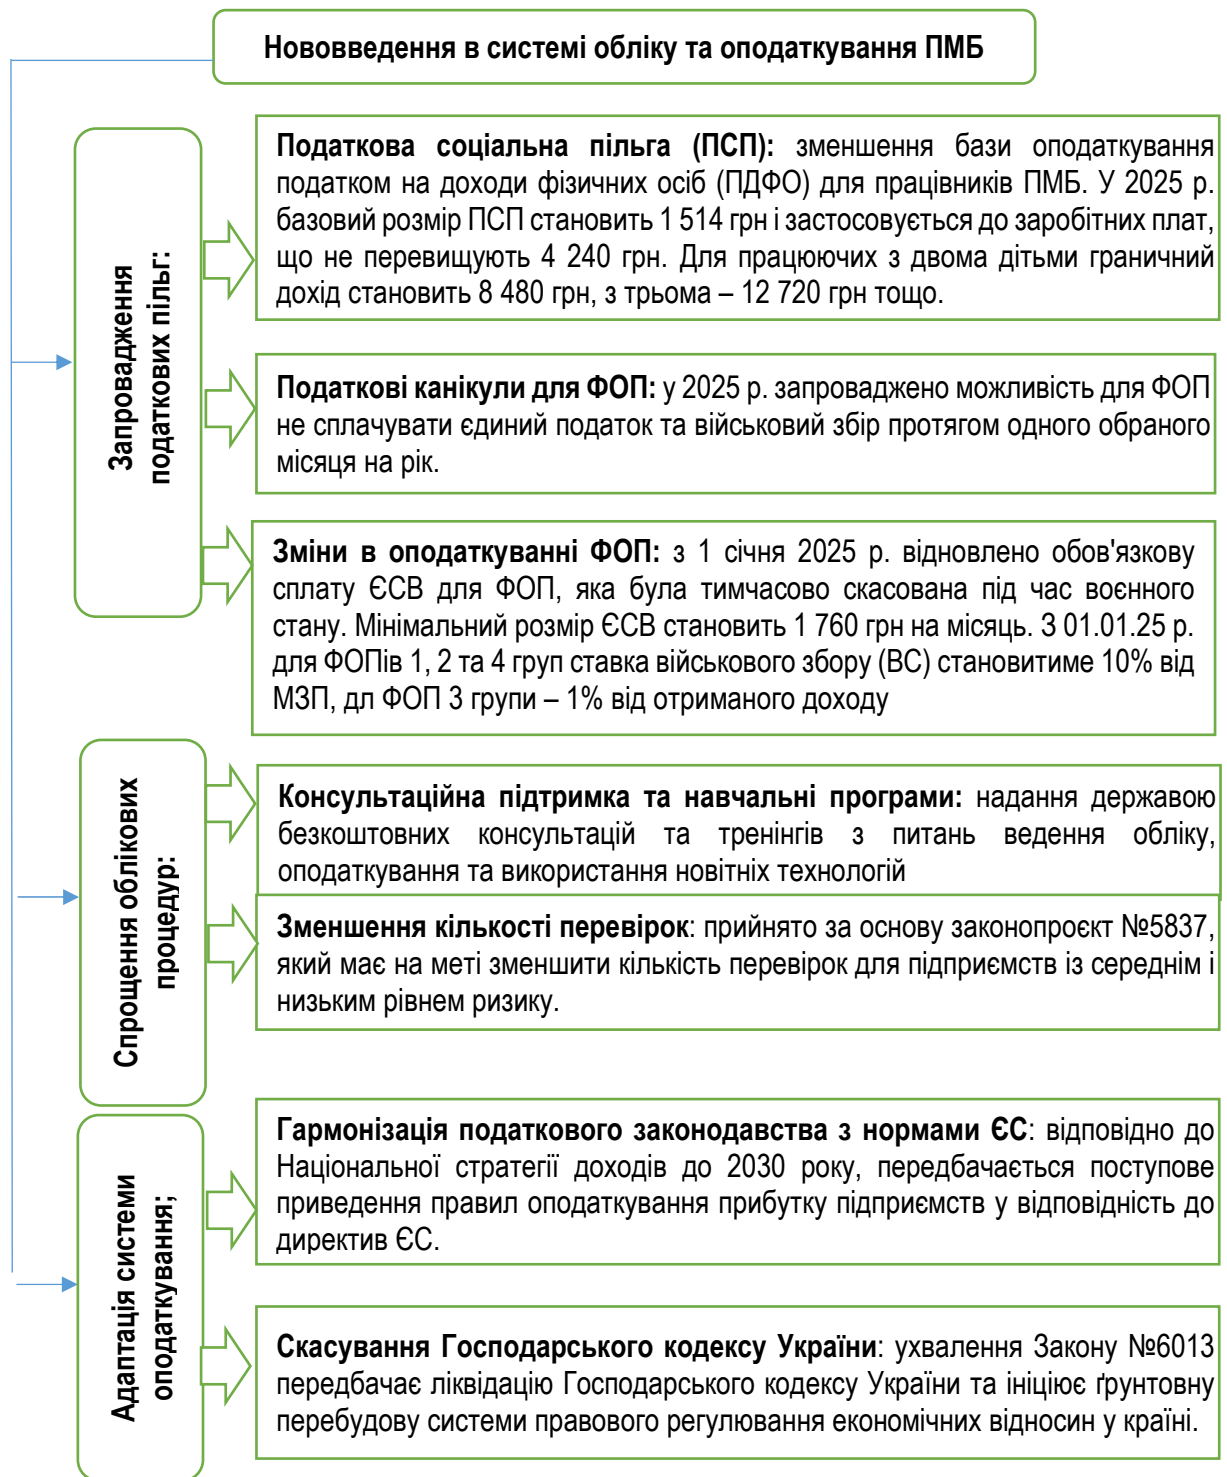 Нововведення в системі обліку та оподаткування ПМБ
Запровадження
податкових пільг:
Податкова соціальна пільга (ПСП): зменшення бази оподаткування
податком на доходи фізичних осіб (ПДФО) для працівників ПМБ. У 2025 р.
базовий розмір ПСП становить 1 514 грн і застосовується до заробітних плат,
що не перевищують 4 240 грн. Для працюючих з двома дітьми граничний
дохід становить 8 480 грн, з трьома – 12 720 грн тощо.
Податкові канікули для ФОП: у 2025 р. запроваджено можливість для ФОП
не сплачувати єдиний податок та військовий збір протягом одного обраного
місяця на рік.
Зміни в оподаткуванні ФОП: з 1 січня 2025 р. відновлено обов'язкову
сплату ЄСВ для ФОП, яка була тимчасово скасована під час воєнного
стану. Мінімальний розмір ЄСВ становить 1 760 грн на місяць. З 01.01.25 р.
для ФОПів 1, 2 та 4 груп ставка військового збору (ВС) становитиме 10% від
МЗП, дл ФОП 3 групи – 1% від отриманого доходу
Спрощення облікових
процедур:
Консультаційна підтримка та навчальні програми: надання державою
безкоштовних консультацій та тренінгів з питань ведення обліку,
оподаткування та використання новітніх технологій
Зменшення кількості перевірок: прийнято за основу законопроєкт №5837,
який має на меті зменшити кількість перевірок для підприємств із середнім і
низьким рівнем ризику.
Адаптація системи
оподаткування;
Гармонізація податкового законодавства з нормами ЄС: відповідно до
Національної стратегії доходів до 2030 року, передбачається поступове
приведення правил оподаткування прибутку підприємств у відповідність до
директив ЄС.
Скасування Господарського кодексу України: ухвалення Закону №6013
передбачає ліквідацію Господарського кодексу України та ініціює ґрунтовну
перебудову системи правового регулювання економічних відносин у країні.